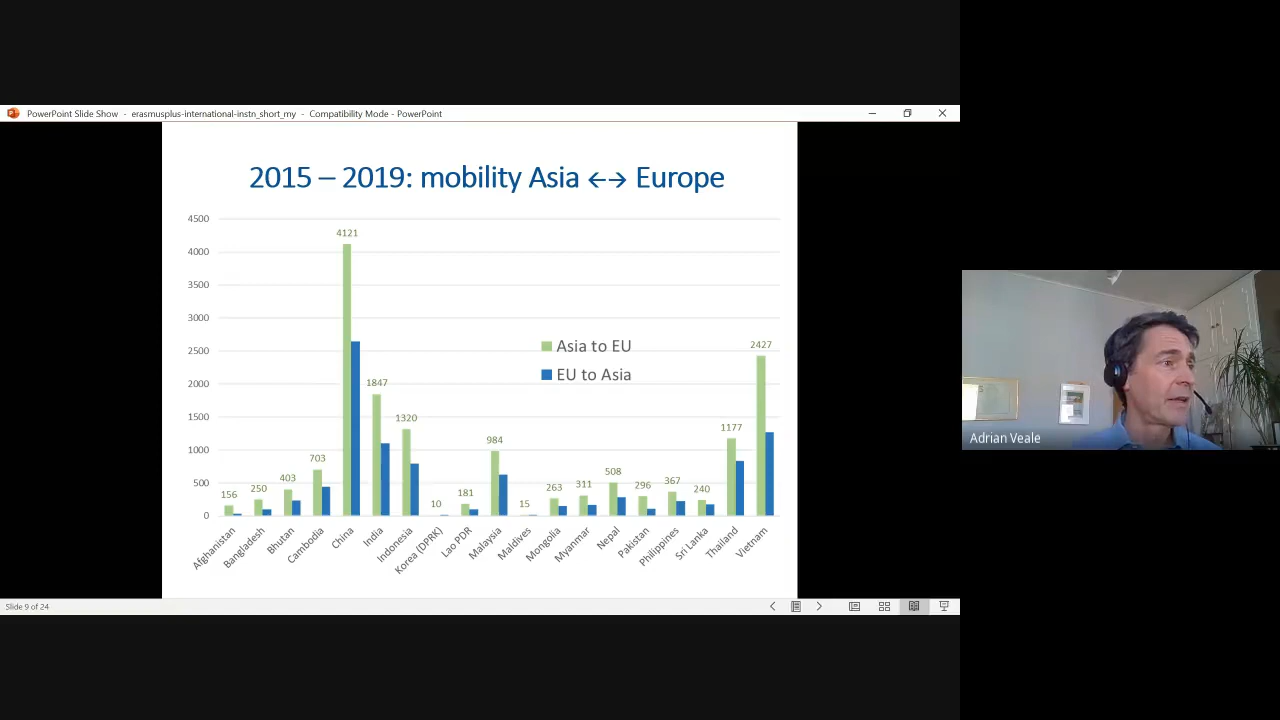 PowerPoint Slide Show - erasmusplus-international-instn_short_my - Compatibility Mode - PowerPoint
2015 – 2019: mobility Asia ←→ Europe
4500
4000
3500
3000
2500
2000
1500
1000
500
0
156
250
403
703
4121
1847
1320
10
181
984
15
263
311
508
296
367
240
1177
2427
Asia to EU
EU to Asia
Afghanistan
Bangladesh
Bhutan
Cambodia
China
India
Indonesia
Korea (DPRK)
Lao PDR
Malaysia
Maldives
Mongolia
Myanmar
Nepal
Pakistan
Philippines
Sri Lanka
Thailand
Vietnam
Adrian Veale
Slide 9 of 24